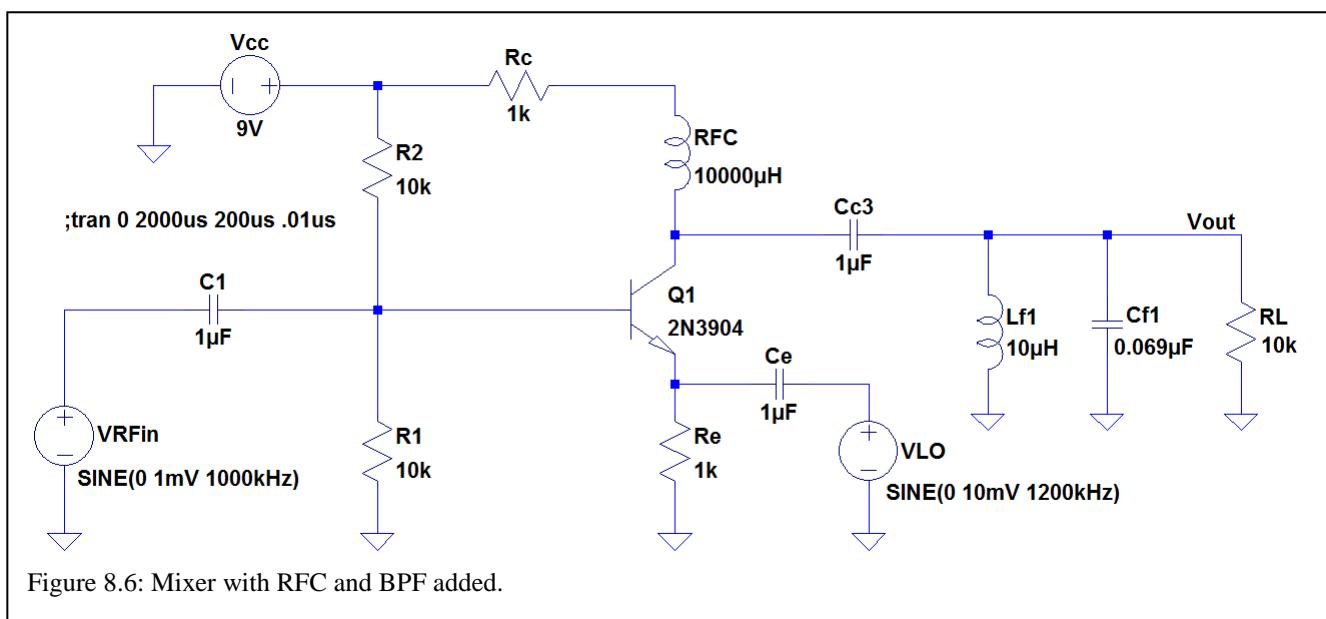 Vcc
9V
Rc
1k
RFC
10000µH
R2
10k
;tran 0 2000us 200us .01us
Cc3
1µF
Vout
C1
1µF
Q1
2N3904
Lf1
10µH
Cf1
0.069µF
RL
10k
Ce
1µF
VRFin
SINE(0 1mV 1000kHz)
R1
10k
Re
1k
VLO
SINE(0 10mV 1200kHz)
Figure 8.6: Mixer with RFC and BPF added.